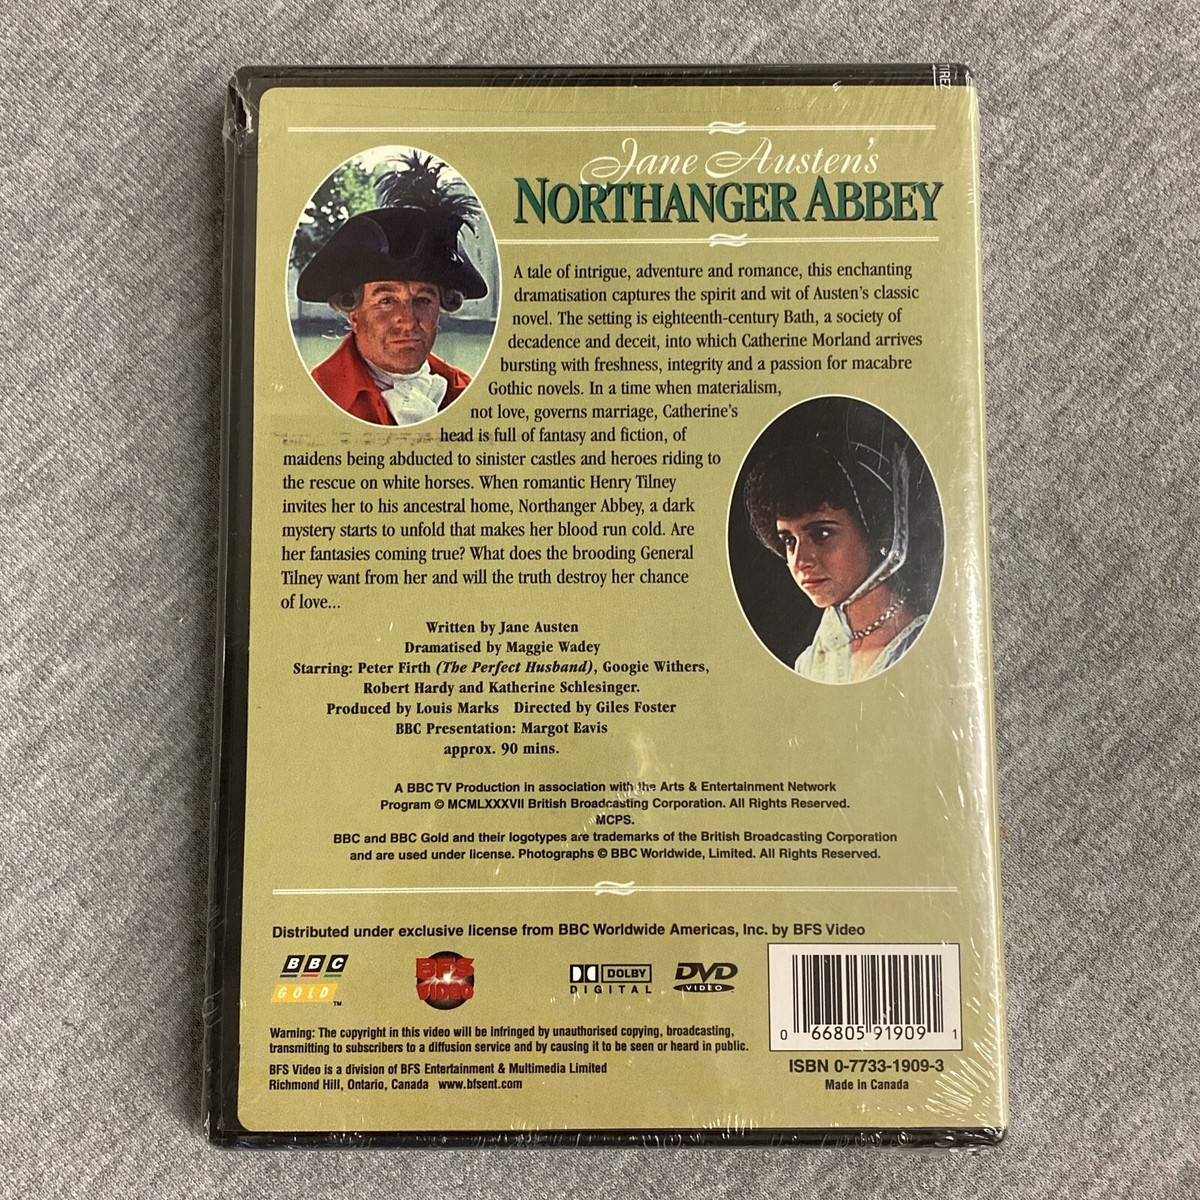 TIREZ
Jane Austen's
NORTHANGER ABBEY
A tale of intrigue, adventure and romance, this enchanting
dramatisation captures the spirit and wit of Austen's classic
novel. The setting is eighteenth-century Bath, a society of
decadence and deceit, into which Catherine Morland arrives
bursting with freshness, integrity and a passion for macabre
Gothic novels. In a time when materialism,
not love, governs marriage, Catherine's
head is full of fantasy and fiction, of
maidens being abducted to sinister castles and heroes riding to
the rescue on white horses. When romantic Henry Tilney
invites her to his ancestral home, Northanger Abbey, a dark
mystery starts to unfold that makes her blood run cold. Are
her fantasies coming true? What does the brooding General
Tilney want from her and will the truth destroy her chance
of love...
Written by Jane Austen
Dramatised by Maggie Wadey
Starring: Peter Firth (The Perfect Husband), Googie Withers,
Robert Hardy and Katherine Schlesinger.
Produced by Louis Marks Directed by Giles Foster
BBC Presentation: Margot Eavis
approx. 90 mins.
A BBC TV Production in association with the Arts & Entertainment Network
Program © MCMLXXXVII British Broadcasting Corporation. All Rights Reserved.
MCPS.
BBC and BBC Gold and their logotypes are trademarks of the British Broadcasting Corporation
and are used under license. Photographs © BBC Worldwide, Limited. All Rights Reserved.
Distributed under exclusive license from BBC Worldwide Americas, Inc. by BFS Video
BBC
GOLD™
BFS
VIDEO
DOLBY
DIGITAL
DVD
VIDEO
0 66805 91909 1
ISBN 0-7733-1909-3
Made in Canada
Warning: The copyright in this video will be infringed by unauthorised copying, broadcasting,
transmitting to subscribers to a diffusion service and by causing it to be seen or heard in public.
BFS Video is a division of BFS Entertainment & Multimedia Limited
Richmond Hill, Ontario, Canada www.bfsent.com